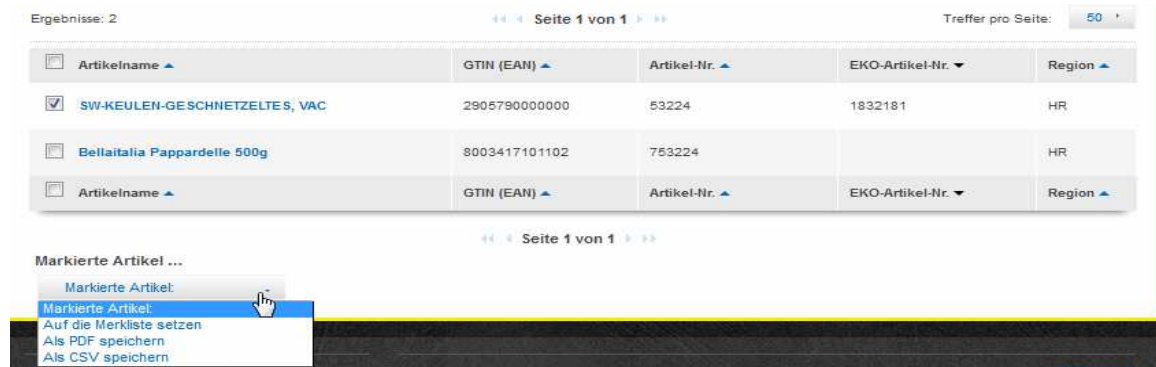 Ergebnisse: 2 Seite 1 von 1 Treffer pro Seite: 50
Artikelname GTIN (EAN) Artikel-Nr. EKO-Artikel-Nr. Region
SW-KEULEN-GESCHNETZELTES, VAC 2905790000000 53224 1832181 HR
Bellaitalia Pappardelle 500g 8003417101102 753224 HR
Artikelname GTIN (EAN) Artikel-Nr. EKO-Artikel-Nr. Region
Seite 1 von 1
Markierte Artikel ...
Markierte Artikel:
Markierte Artikel:
Auf die Merkliste setzen
Als PDF speichern
Als CSV speichern